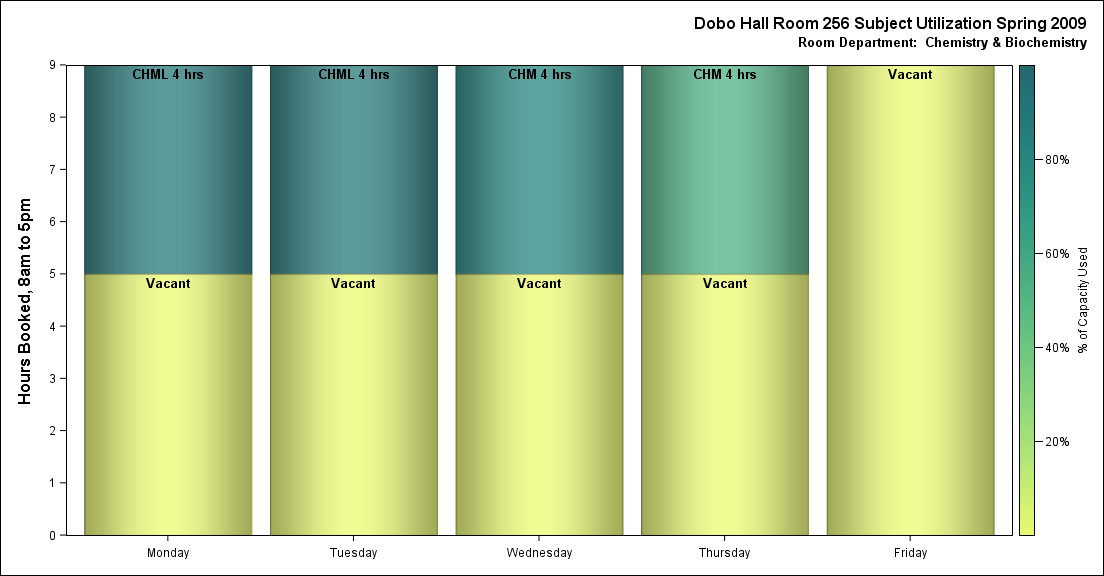 Dobo Hall Room 256 Subject Utilization Spring 2009
Room Department:  Chemistry & Biochemistry
Hours Booked, 8am to 5pm
9
8
7
6
5
4
3
2
1
0
CHML 4 hrs
CHML 4 hrs
CHM 4 hrs
CHM 4 hrs
Vacant
Vacant
Vacant
Vacant
Vacant
Monday
Tuesday
Wednesday
Thursday
Friday
80%
60%
40%
20%
% of Capacity Used